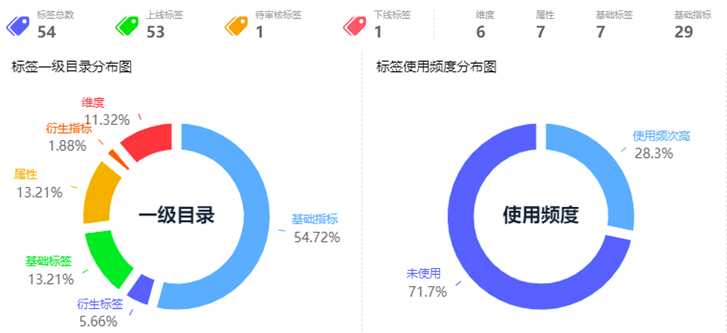 标签总数
54
上线标签
53
待审核标签
1
下线标签
1
维度
6
属性
7
基础标签
7
基础指标
29
标签一级目录分布图
标签使用频度分布图
维度
11.32%
衍生指标
1.88%
属性
13.21%
基础标签
13.21%
衍生标签
5.66%
一级目录
基础指标
54.72%
使用频次高
28.3%
使用频度
未使用
71.7%